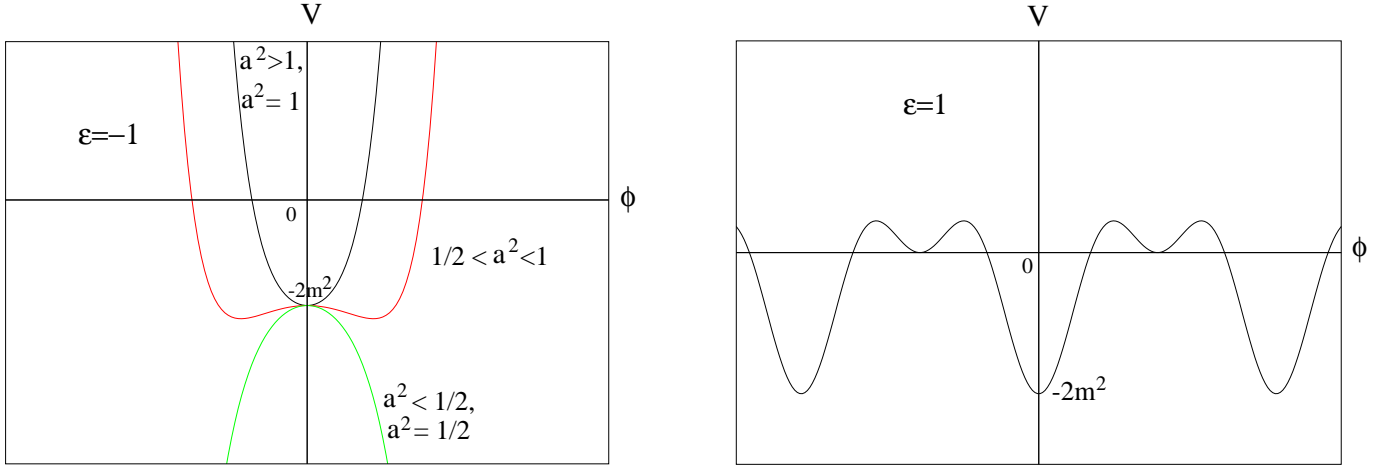 V
a²>1,
a²= 1
ε=−1
ϕ
0
1/2 < a²<1
-2m²
a²< 1/2,
a²= 1/2
V
ε=1
ϕ
0
-2m²